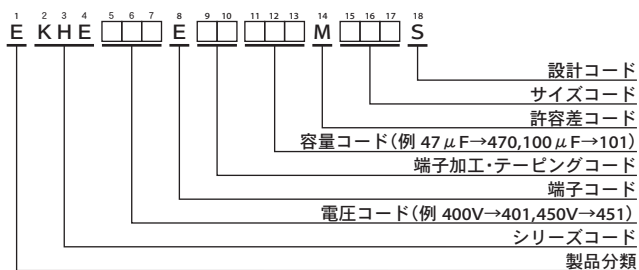 1 2 3 4 5 6 7 8 9 10 11 12 13 14 15 16 17 18
E K H E □□□ E □□ □□□ M □□□ S
設計コード
サイズコード
許容差コード
容量コード（例 47μF→470,100μF→101）
端子加工・テーピングコード
端子コード
電圧コード（例 400V→401,450V→451）
シリーズコード
製品分類